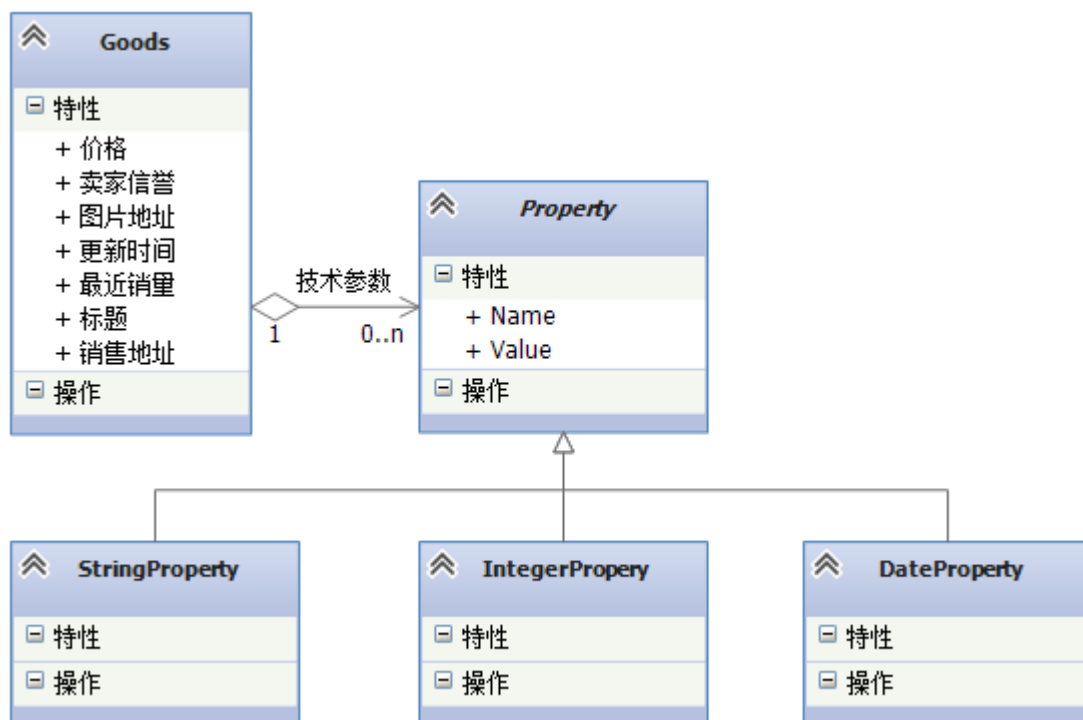 Goods
特性
+ 价格
+ 卖家信誉
+ 图片地址
+ 更新时间
+ 最近销量
+ 标题
+ 销售地址
操作
技术参数
1
0..n
Property
特性
+ Name
+ Value
操作
StringProperty
特性
操作
IntegerPropery
特性
操作
DateProperty
特性
操作